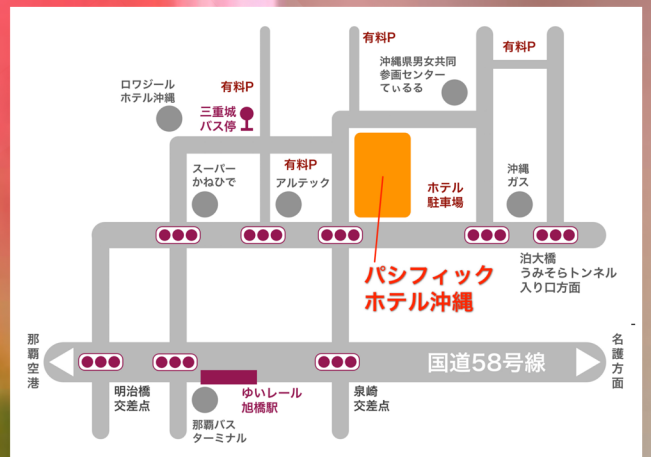 有料P
有料P
沖縄県男女共同
参画センター
てぃるる
ロワジール
ホテル沖縄
有料P
三重城
バス停
スーパー
かねひで
有料P
アルテック
ホテル
駐車場
沖縄
ガス
泊大橋
うみそらトンネル
入り口方面
パシフィック
ホテル沖縄
那覇空港
国道58号線
名護方面
明治橋
交差点
ゆいレール
旭橋駅
泉崎
交差点
那覇バス
ターミナル